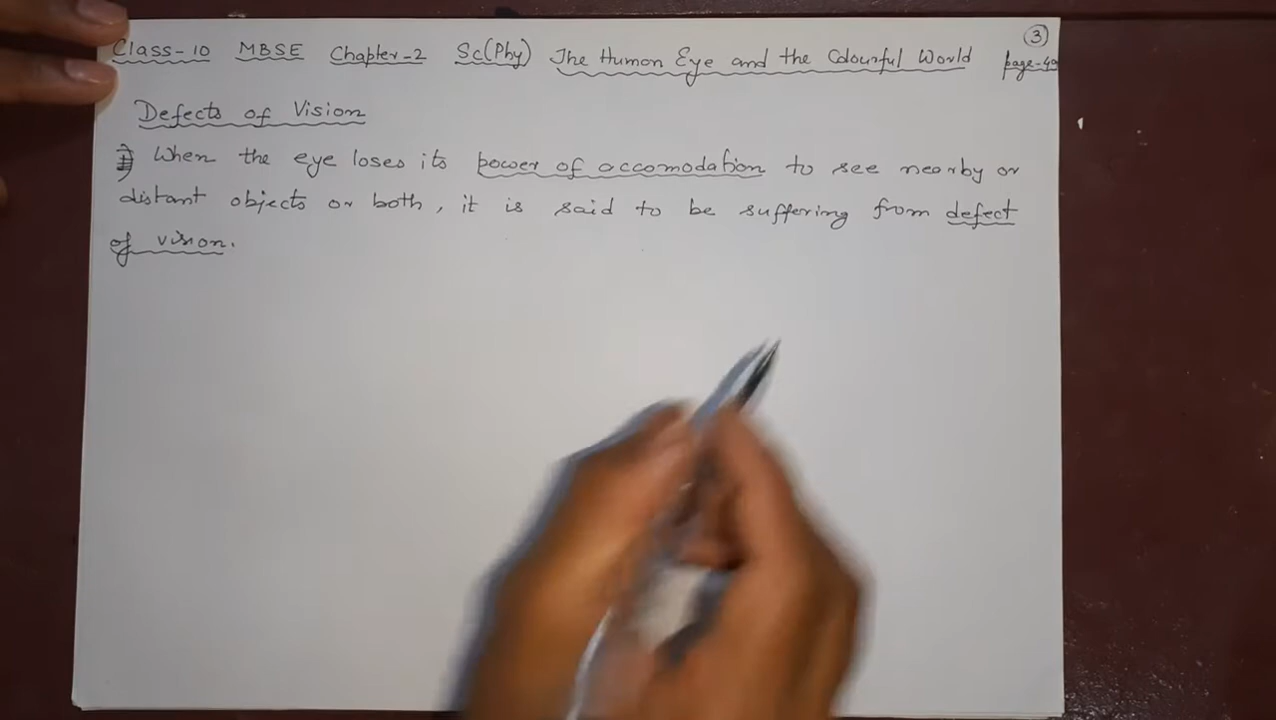 ③
Class-10 MBSE Chapter-2 Sc(Phy) The Human Eye and the Colourful World page-49
Defects of Vision
When the eye loses its power of accomodation to see nearby or
distant objects or both, it is said to be suffering from defect
of vision.